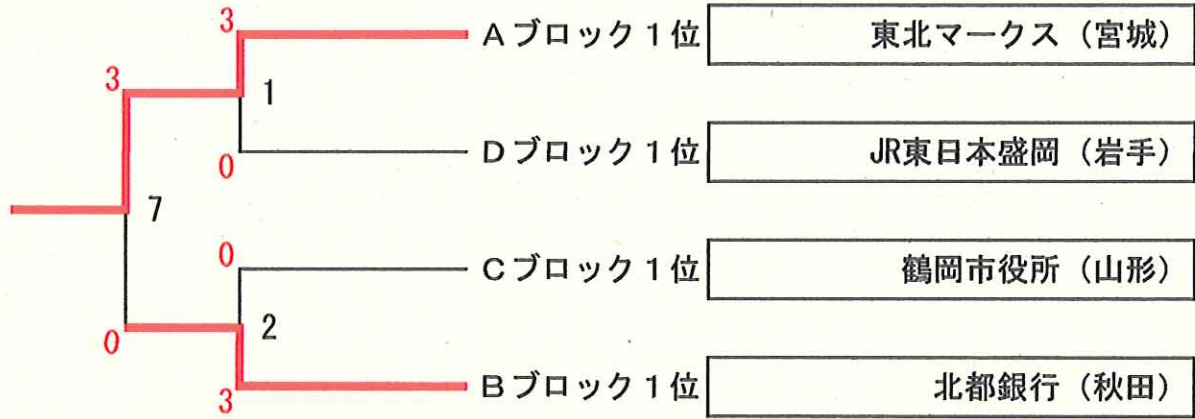 3
Aブロック1位 東北マークス（宮城）
3
1
0
Dブロック1位 JR東日本盛岡（岩手）
7
0
Cブロック1位 鶴岡市役所（山形）
0
2
3
Bブロック1位 北都銀行（秋田）